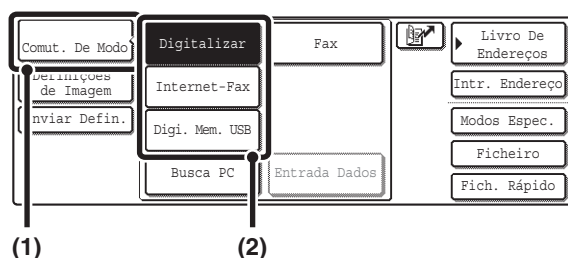 Comut. De Modo
Digitalizar
Fax
Livro De
Endereços
Definições
de Imagem
Internet-Fax
Intr. Endereço
Enviar Defin.
Digi. Mem. USB
Modos Espec.
Busca PC
Entrada Dados
Ficheiro
Fich. Rápido
(1)
(2)